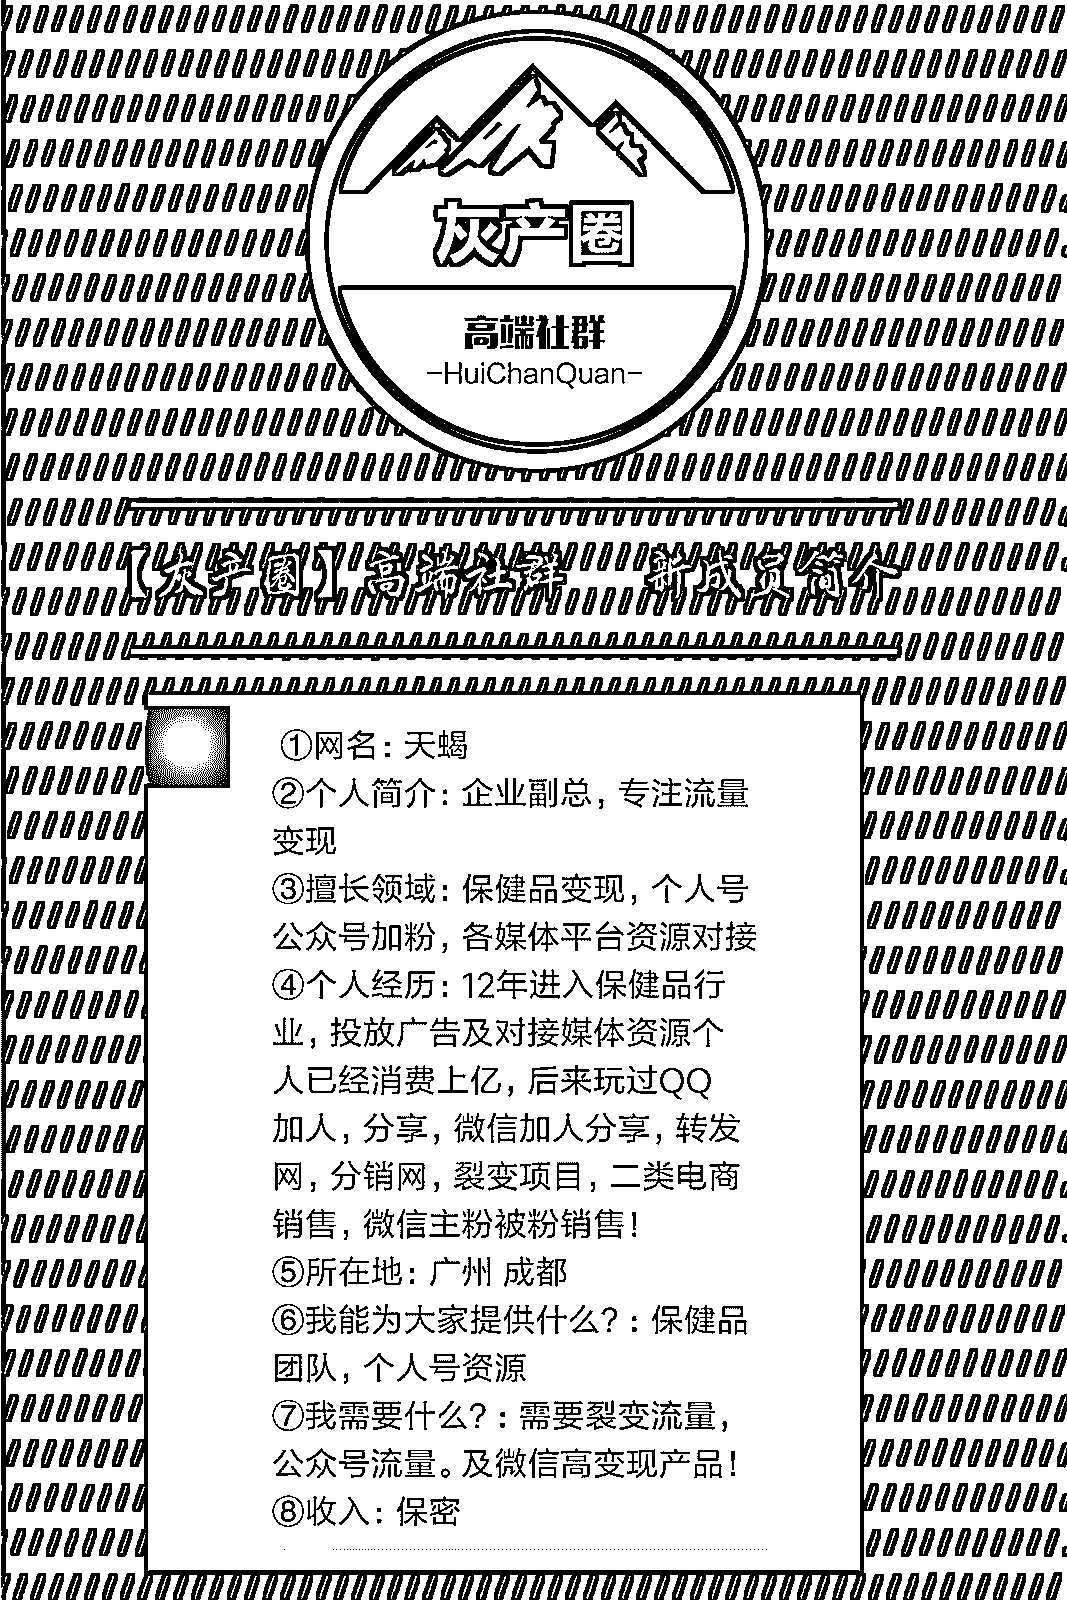 灰产圈
高端社群
-HuiChanQuan-
【灰产圈】高端社群 新成员简介
①网名：天蝎
②个人简介：企业副总，专注流量
变现
③擅长领域：保健品变现，个人号
公众号加粉，各媒体平台资源对接
④个人经历：12年进入保健品行
业，投放广告及对接媒体资源个
人已经消费上亿，后来玩过QQ
加人，分享，微信加人分享，转发
网，分销网，裂变项目，二类电商
销售，微信主粉被粉销售！
⑤所在地：广州 成都
⑥我能为大家提供什么？：保健品
团队，个人号资源
⑦我需要什么？：需要裂变流量，
公众号流量。及微信高变现产品！
⑧收入：保密